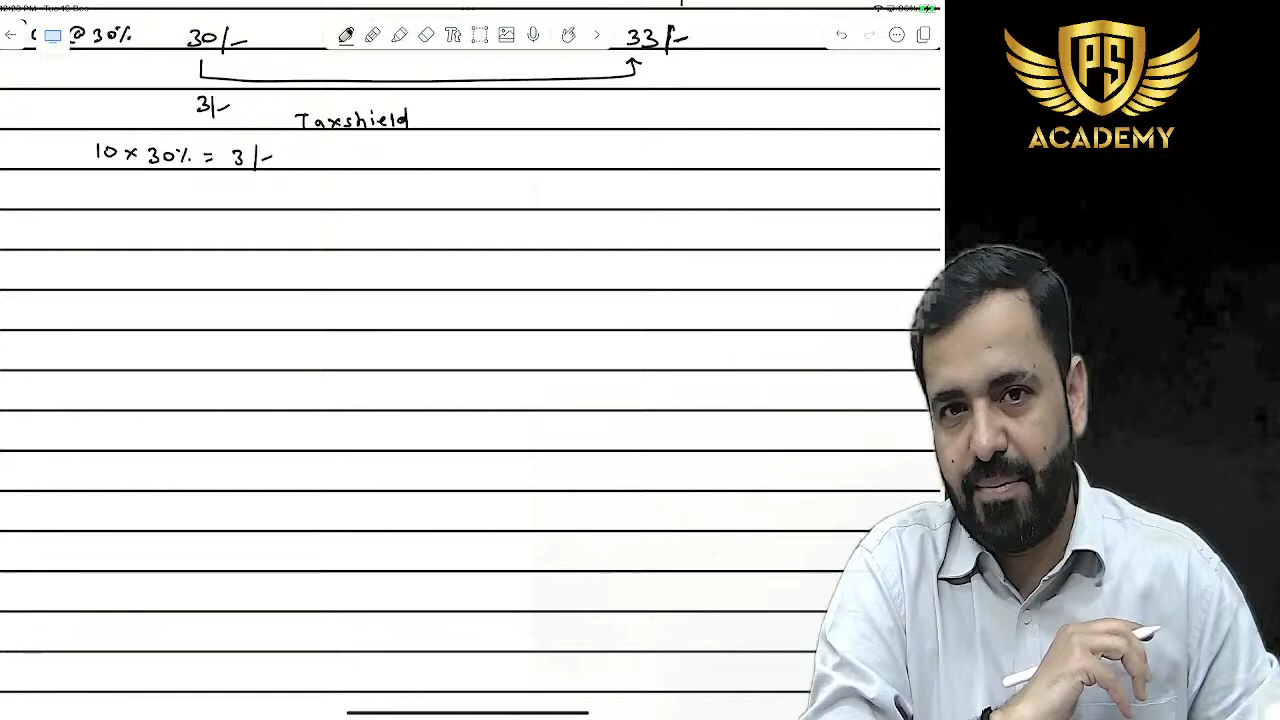 @ 30% 30/- 33/-
3/-
Taxshield
10 × 30% = 3/-
PS
ACADEMY